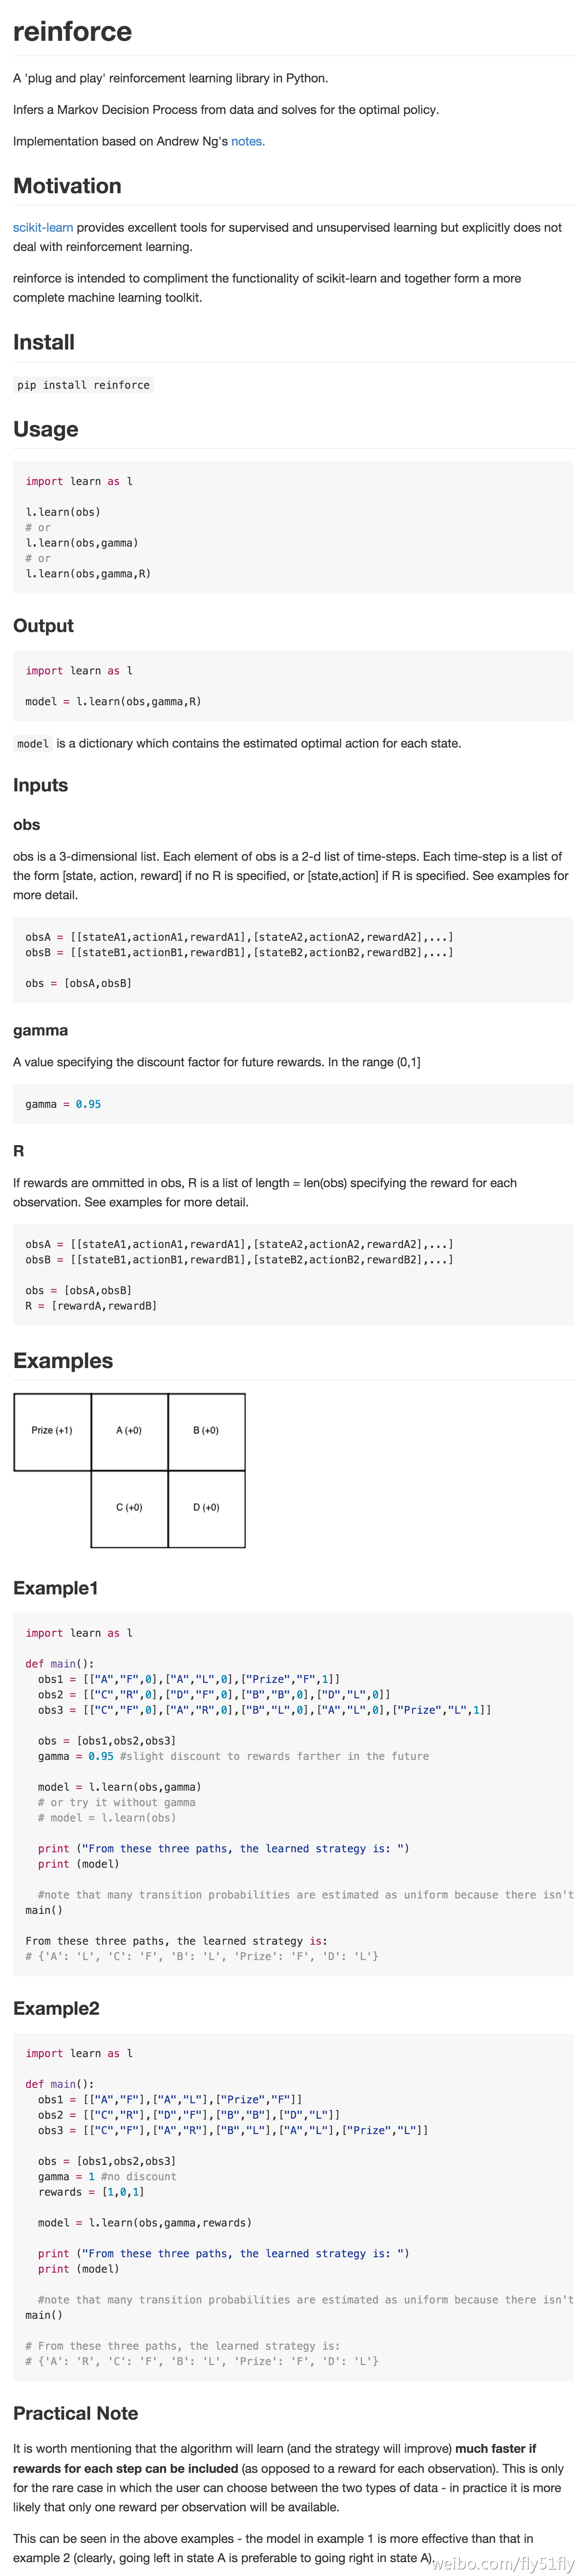 reinforce
A 'plug and play' reinforcement learning library in Python.
Infers a Markov Decision Process from data and solves for the optimal policy.
Implementation based on Andrew Ng's notes.
Motivation
scikit-learn provides excellent tools for supervised and unsupervised learning but explicitly does not
deal with reinforcement learning.
reinforce is intended to compliment the functionality of scikit-learn and together form a more
complete machine learning toolkit.
Install
pip install reinforce
Usage
import learn as l
l.learn(obs)
# or
l.learn(obs,gamma)
# or
l.learn(obs,gamma,R)
Output
import learn as l
model = l.learn(obs,gamma,R)
model is a dictionary which contains the estimated optimal action for each state.
Inputs
obs
obs is a 3-dimensional list. Each element of obs is a 2-d list of time-steps. Each time-step is a list of
the form [state, action, reward] if no R is specified, or [state,action] if R is specified. See examples for
more detail.
obsA = [[stateA1,actionA1,rewardA1],[stateA2,actionA2,rewardA2],...]
obsB = [[stateB1,actionB1,rewardB1],[stateB2,actionB2,rewardB2],...]
obs = [obsA,obsB]
gamma
A value specifying the discount factor for future rewards. In the range (0,1]
gamma = 0.95
R
If rewards are ommitted in obs, R is a list of length = len(obs) specifying the reward for each
observation. See examples for more detail.
obsA = [[stateA1,actionA1,rewardA1],[stateA2,actionA2,rewardA2],...]
obsB = [[stateB1,actionB1,rewardB1],[stateB2,actionB2,rewardB2],...]
obs = [obsA,obsB]
R = [rewardA,rewardB]
Examples
Prize (+1) A (+0) B (+0)
C (+0) D (+0)
Example1
import learn as l
def main():
obs1 = [["A","F",0],["A","L",0],["Prize","F",1]]
obs2 = [["C","R",0],["D","F",0],["B","B",0],["D","L",0]]
obs3 = [["C","F",0],["A","R",0],["B","L",0],["A","L",0],["Prize","L",1]]
obs = [obs1,obs2,obs3]
gamma = 0.95 #slight discount to rewards farther in the future
model = l.learn(obs,gamma)
# or try it without gamma
# model = l.learn(obs)
print ("From these three paths, the learned strategy is: ")
print (model)
#note that many transition probabilities are estimated as uniform because there isn't
main()
From these three paths, the learned strategy is:
# {'A': 'L', 'C': 'F', 'B': 'L', 'Prize': 'F', 'D': 'L'}
Example2
import learn as l
def main():
obs1 = [["A","F"],["A","L"],["Prize","F"]]
obs2 = [["C","R"],["D","F"],["B","B"],["D","L"]]
obs3 = [["C","F"],["A","R"],["B","L"],["A","L"],["Prize","L"]]
obs = [obs1,obs2,obs3]
gamma = 1 #no discount
rewards = [1,0,1]
model = l.learn(obs,gamma,rewards)
print ("From these three paths, the learned strategy is: ")
print (model)
#note that many transition probabilities are estimated as uniform because there isn't
main()
# From these three paths, the learned strategy is:
# {'A': 'R', 'C': 'F', 'B': 'L', 'Prize': 'F', 'D': 'L'}
Practical Note
It is worth mentioning that the algorithm will learn (and the strategy will improve) much faster if
rewards for each step can be included (as opposed to a reward for each observation). This is only
for the rare case in which the user can choose between the two types of data - in practice it is more
likely that only one reward per observation will be available.
This can be seen in the above examples - the model in example 1 is more effective than that in
example 2 (clearly, going left in state A is preferable to going right in state A).
weibo.com/fly51fly